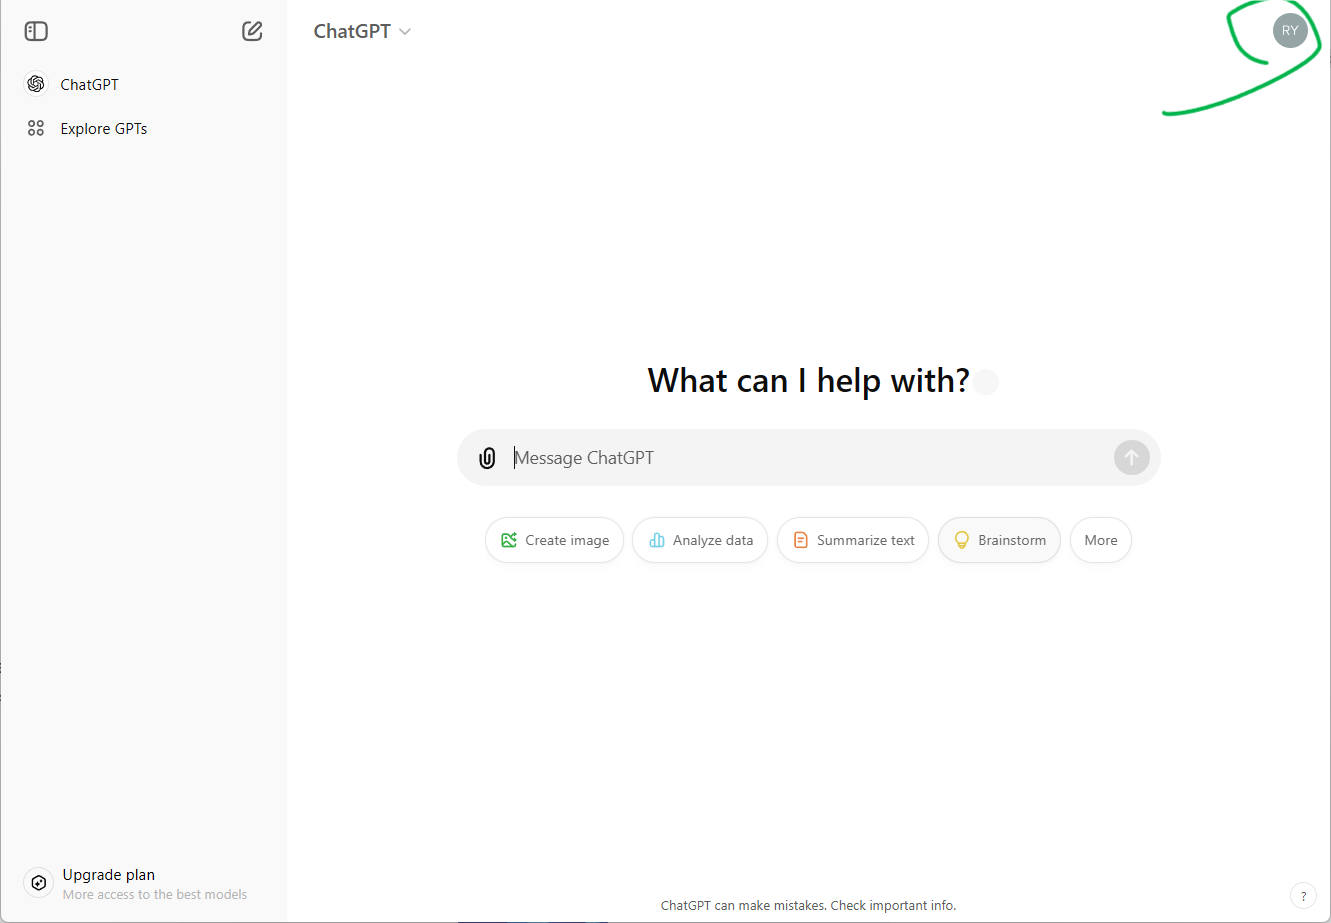 ChatGPT
RY
ChatGPT
Explore GPTs
What can I help with?
Message ChatGPT
Create image
Analyze data
Summarize text
Brainstorm
More
Upgrade plan
More access to the best models
ChatGPT can make mistakes. Check important info.
?